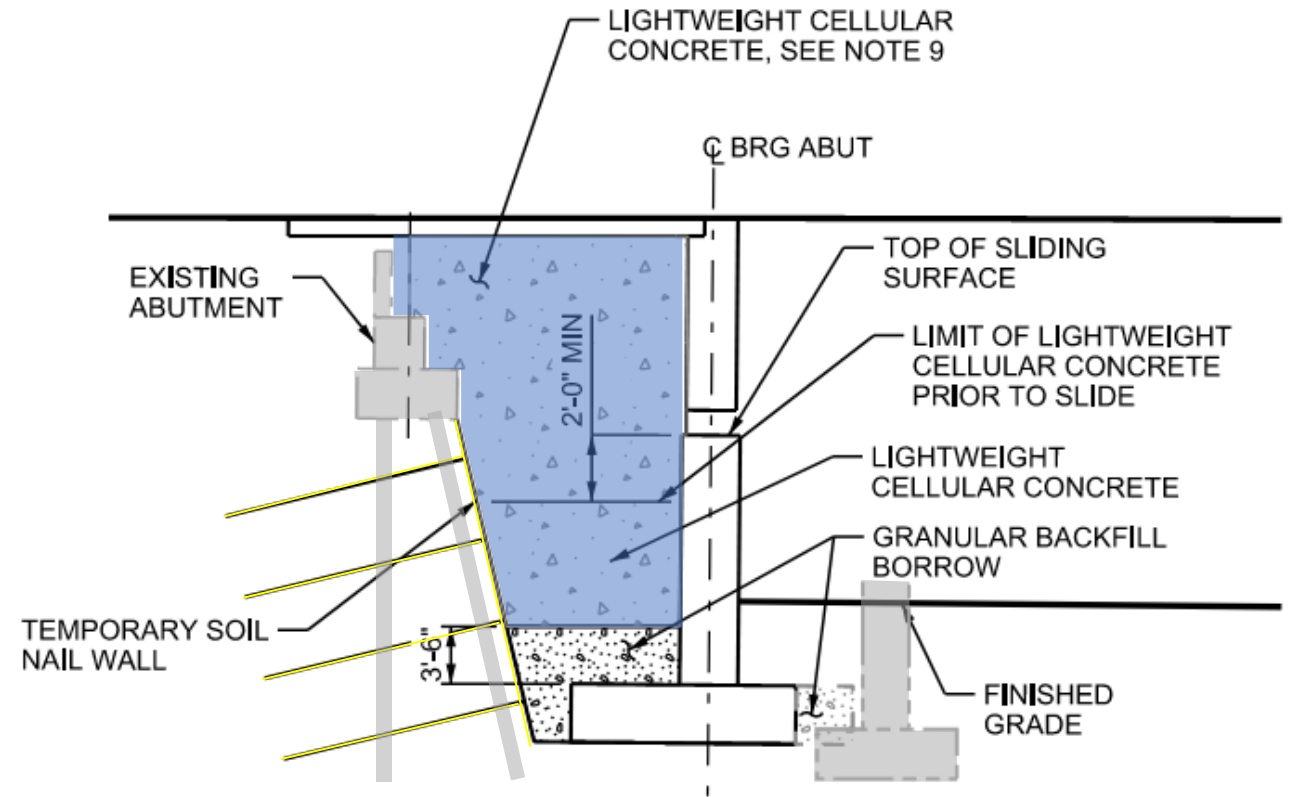 LIGHTWEIGHT CELLULAR
CONCRETE, SEE NOTE 9
℄ BRG ABUT
EXISTING
ABUTMENT
TOP OF SLIDING
SURFACE
2'-0" MIN
LIMIT OF LIGHTWEIGHT
CELLULAR CONCRETE
PRIOR TO SLIDE
LIGHTWEIGHT
CELLULAR CONCRETE
GRANULAR BACKFILL
BORROW
TEMPORARY SOIL
NAIL WALL
3'-6"
FINISHED
GRADE